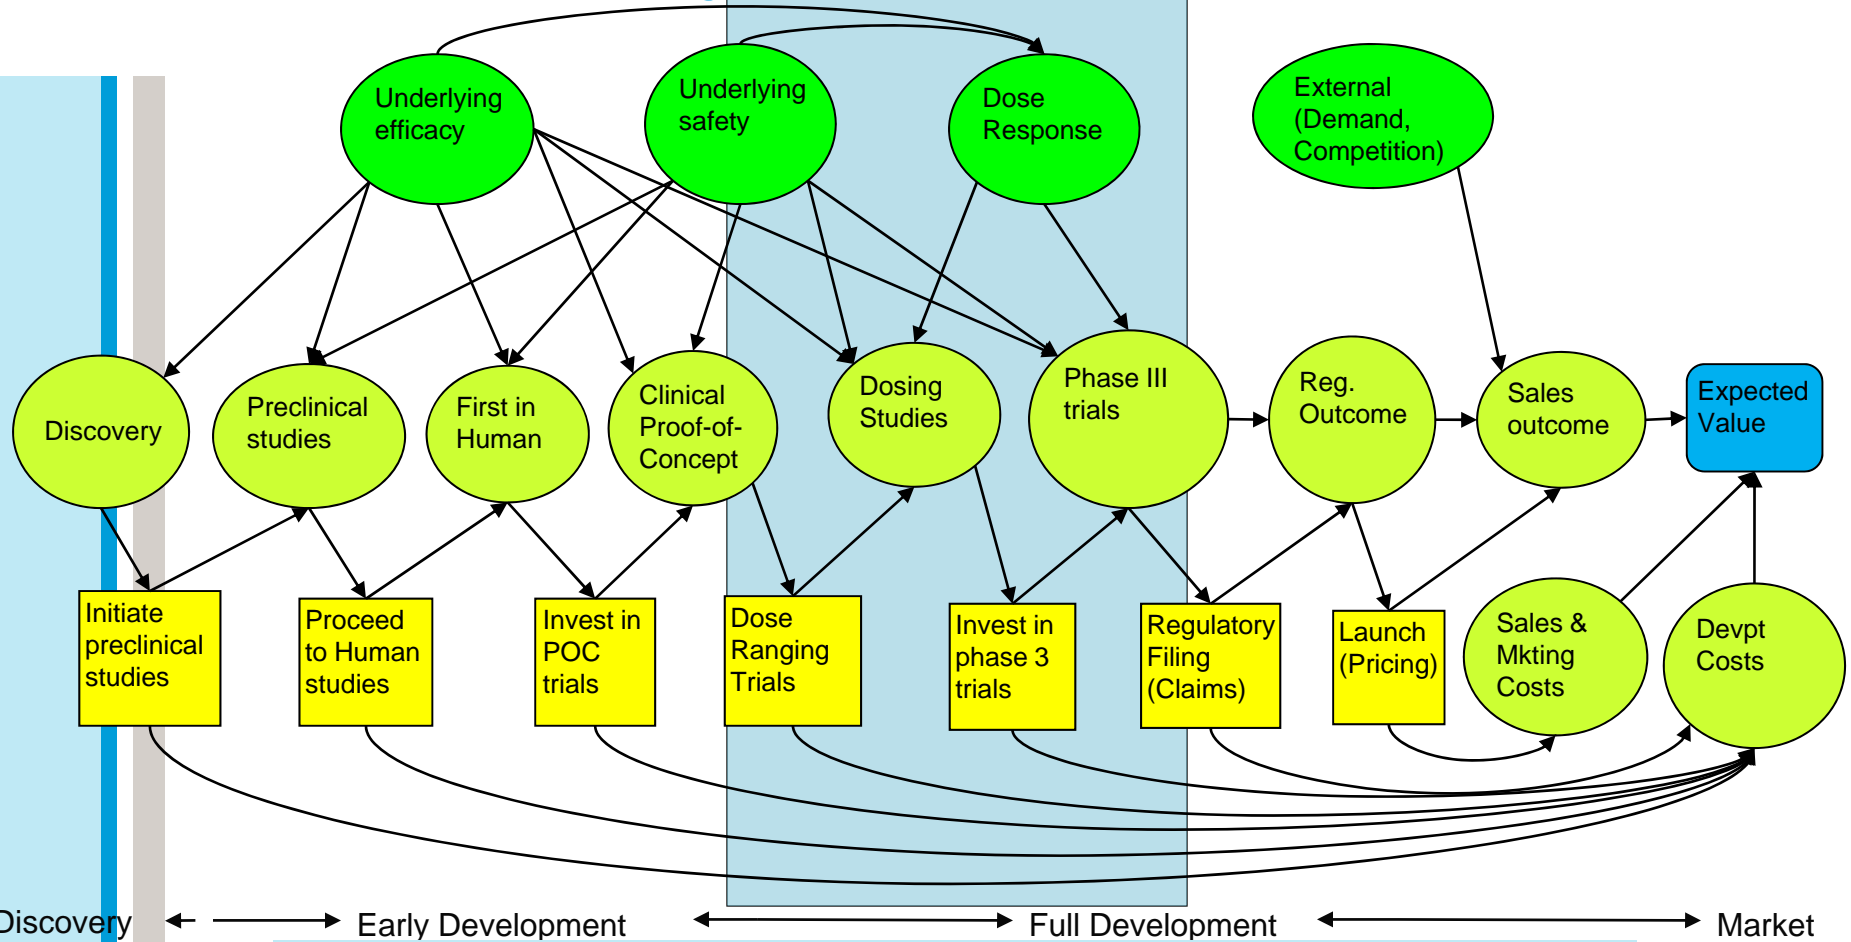 Underlying
efficacy
Underlying
safety
Dose
Response
External
(Demand,
Competition)
Discovery
Preclinical
studies
First in
Human
Clinical
Proof-of-
Concept
Dosing
Studies
Phase III
trials
Reg.
Outcome
Sales
outcome
Expected
Value
Initiate
preclinical
studies
Proceed
to Human
studies
Invest in
POC
trials
Dose
Ranging
Trials
Invest in
phase 3
trials
Regulatory
Filing
(Claims)
Launch
(Pricing)
Sales &
Mkting
Costs
Devpt
Costs
Discovery
Early Development
Full Development
Market